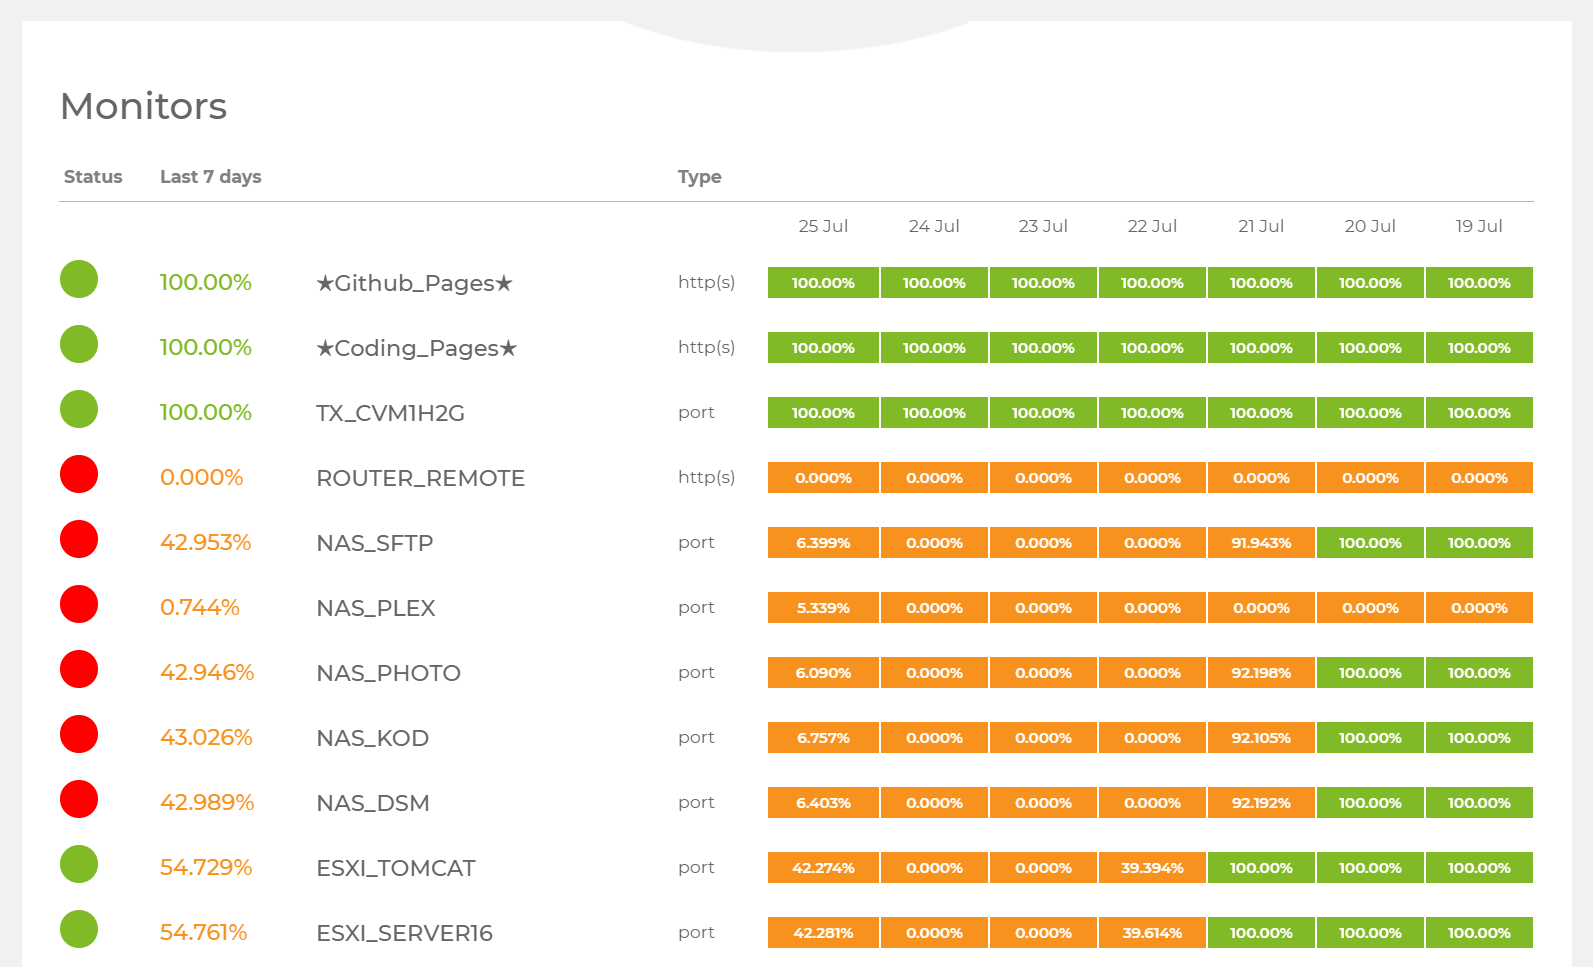 Monitors
Status Last 7 days Type
25 Jul 24 Jul 23 Jul 22 Jul 21 Jul 20 Jul 19 Jul
100.00% ★Github_Pages★ http(s) 100.00% 100.00% 100.00% 100.00% 100.00% 100.00% 100.00%
100.00% ★Coding_Pages★ http(s) 100.00% 100.00% 100.00% 100.00% 100.00% 100.00% 100.00%
100.00% TX_CVM1H2G port 100.00% 100.00% 100.00% 100.00% 100.00% 100.00% 100.00%
0.000% ROUTER_REMOTE http(s) 0.000% 0.000% 0.000% 0.000% 0.000% 0.000% 0.000%
42.953% NAS_SFTP port 6.399% 0.000% 0.000% 0.000% 91.943% 100.00% 100.00%
0.744% NAS_PLEX port 5.339% 0.000% 0.000% 0.000% 0.000% 0.000% 0.000%
42.946% NAS_PHOTO port 6.090% 0.000% 0.000% 0.000% 92.198% 100.00% 100.00%
43.026% NAS_KOD port 6.757% 0.000% 0.000% 0.000% 92.105% 100.00% 100.00%
42.989% NAS_DSM port 6.403% 0.000% 0.000% 0.000% 92.192% 100.00% 100.00%
54.729% ESXI_TOMCAT port 42.274% 0.000% 0.000% 39.394% 100.00% 100.00% 100.00%
54.761% ESXI_SERVER16 port 42.281% 0.000% 0.000% 39.614% 100.00% 100.00% 100.00%